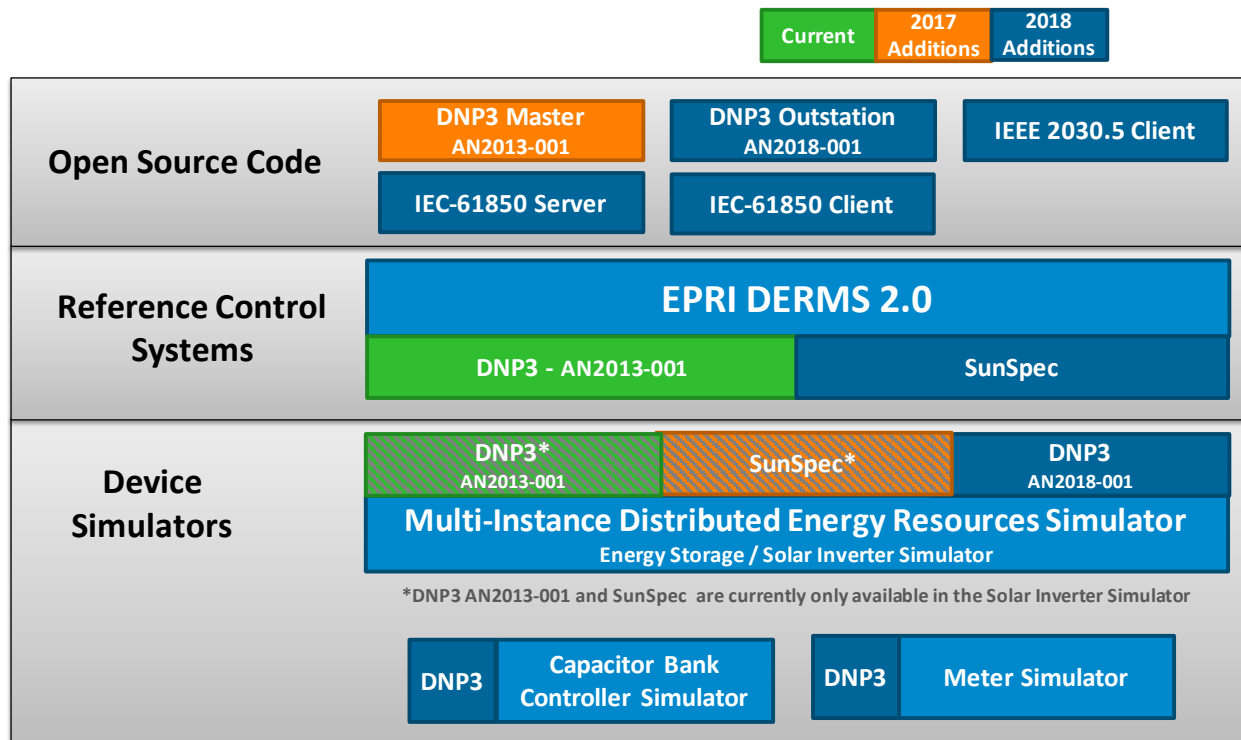 Current
2017
Additions
2018
Additions
Open Source Code
DNP3 Master
AN2013-001
DNP3 Outstation
AN2018-001
IEEE 2030.5 Client
IEC-61850 Server
IEC-61850 Client
Reference Control
Systems
EPRI DERMS 2.0
DNP3 - AN2013-001
SunSpec
Device
Simulators
DNP3*
AN2013-001
SunSpec*
DNP3
AN2018-001
Multi-Instance Distributed Energy Resources Simulator
Energy Storage / Solar Inverter Simulator
*DNP3 AN2013-001 and SunSpec are currently only available in the Solar Inverter Simulator
DNP3
Capacitor Bank
Controller Simulator
DNP3
Meter Simulator